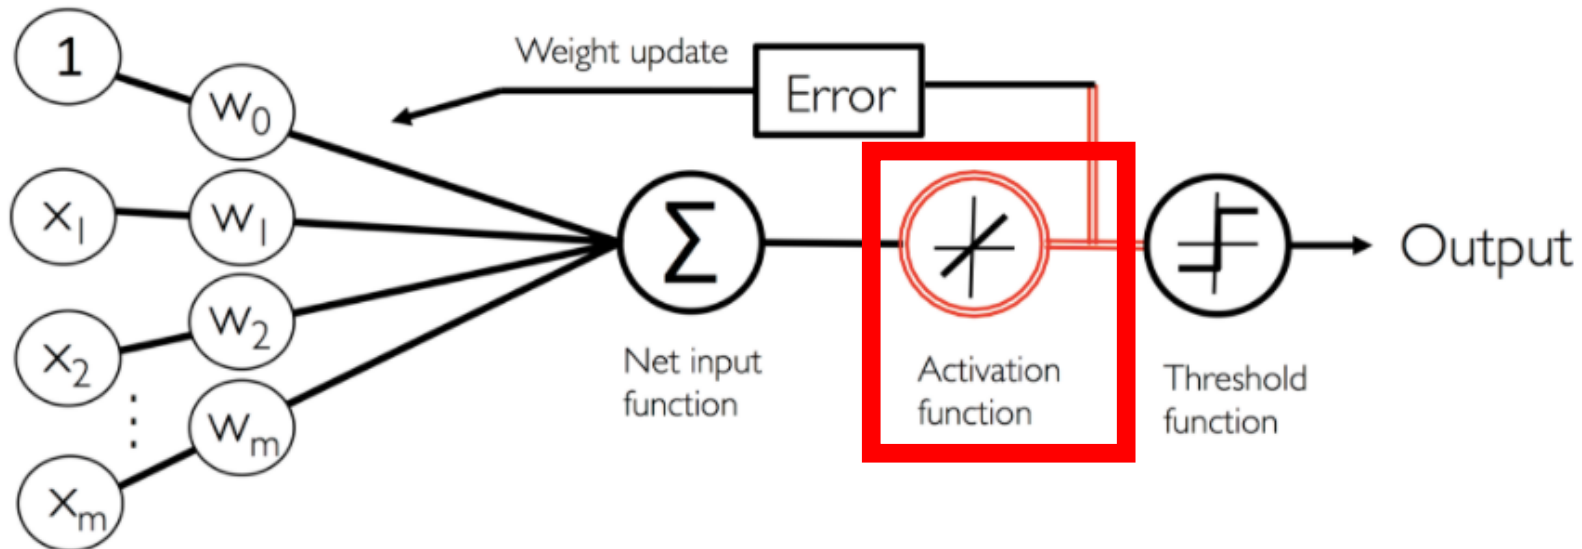 1
w₀
Weight update
Error
x₁
w₁
Σ
Output
x₂
w₂
Net input
function
Activation
function
Threshold
function
⋮
wₘ
xₘ